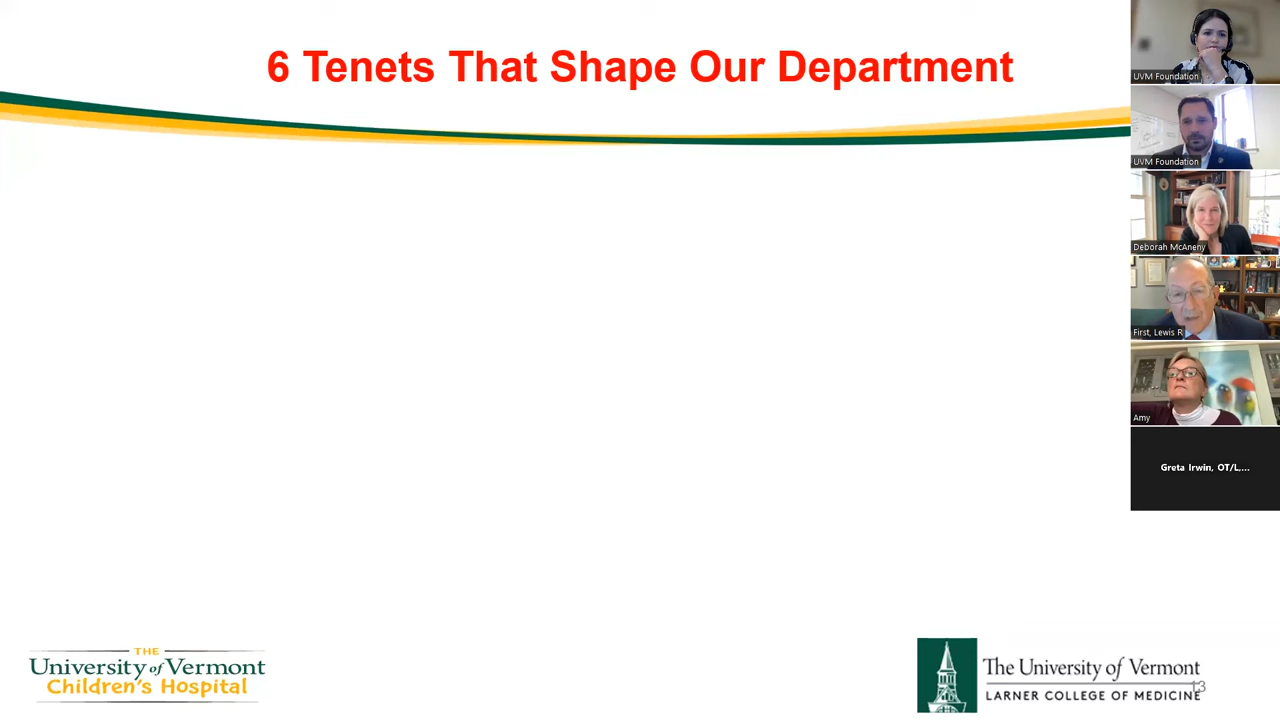 6 Tenets That Shape Our Department
UVM Foundation
UVM Foundation
Deborah McAneny
First, Lewis R
Amy
Greta Irwin, OT/L,...
THE
University of Vermont
Children's Hospital
The University of Vermont
LARNER COLLEGE OF MEDICINE
13